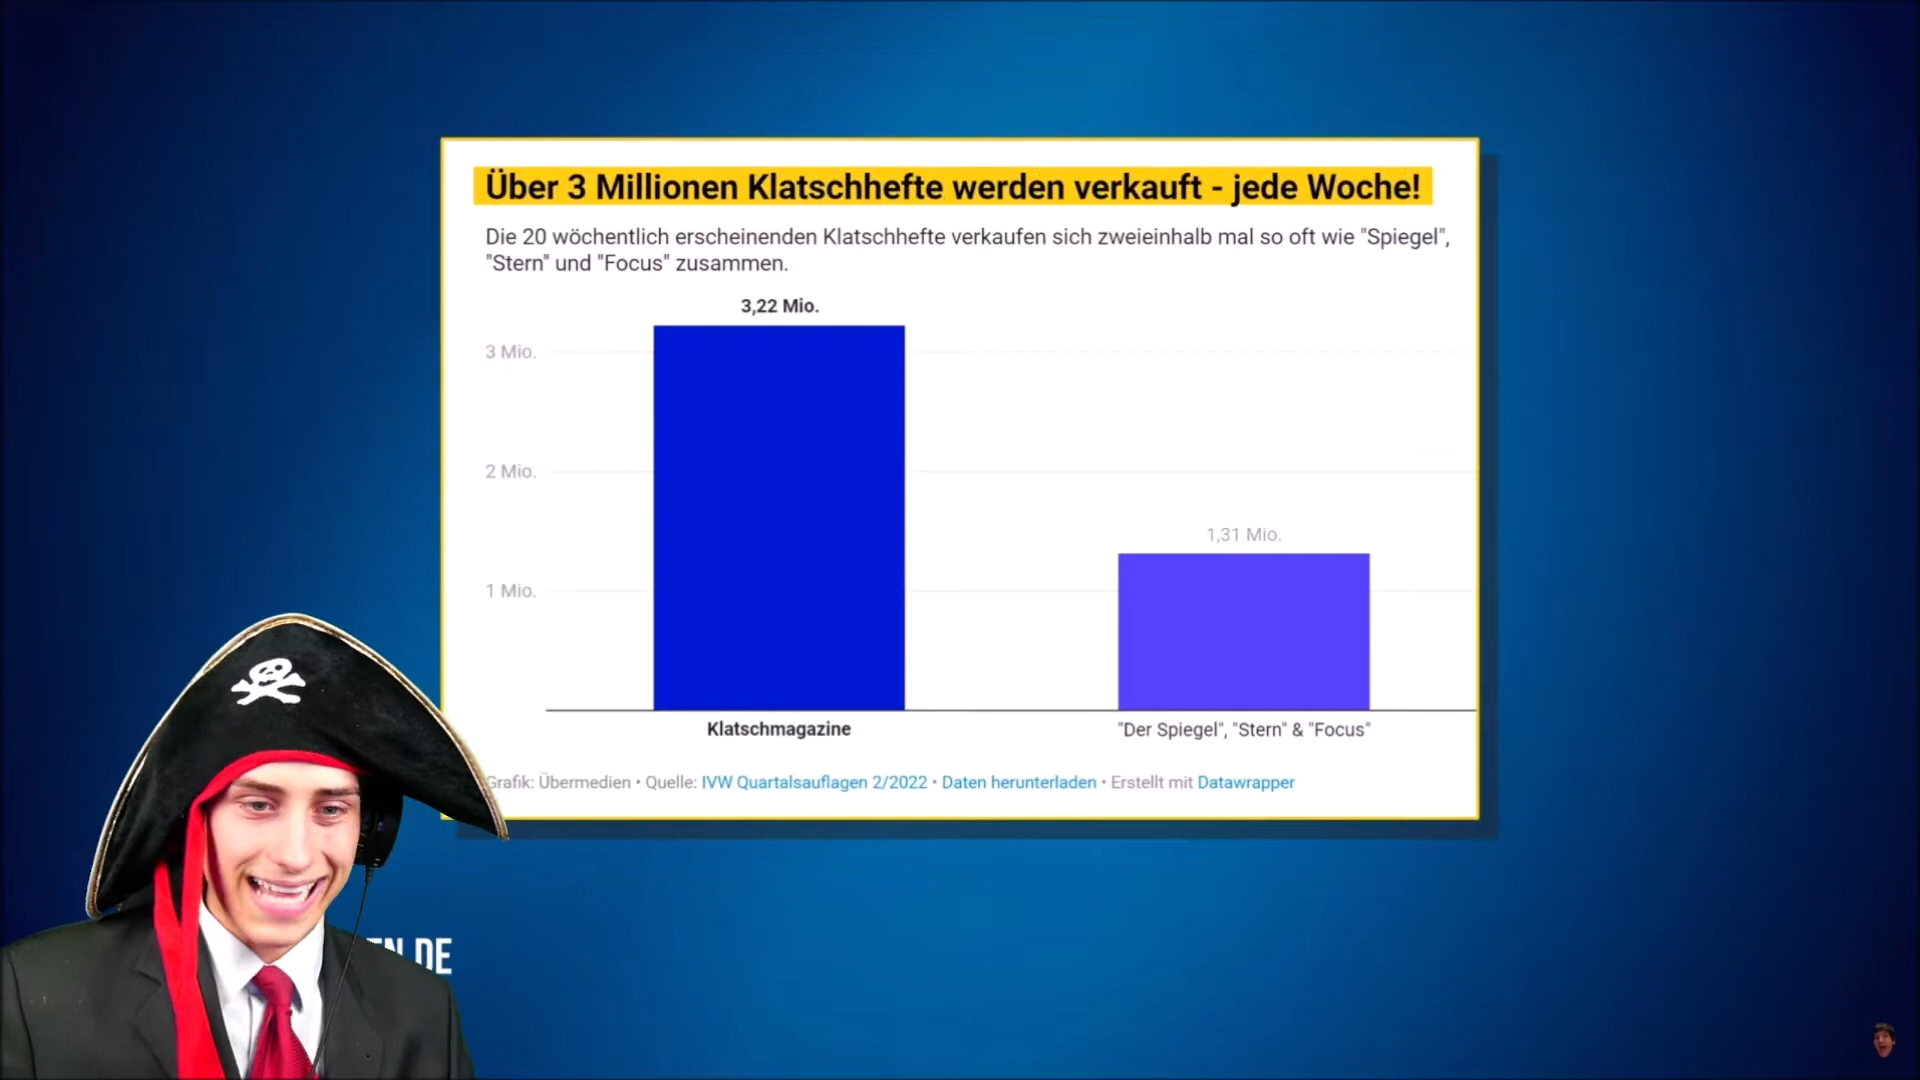 Über 3 Millionen Klatschhefte werden verkauft - jede Woche!
Die 20 wöchentlich erscheinenden Klatschhefte verkaufen sich zweieinhalb mal so oft wie "Spiegel",
"Stern" und "Focus" zusammen.
3,22 Mio.
3 Mio.
2 Mio.
1,31 Mio.
1 Mio.
Klatschmagazine
"Der Spiegel", "Stern" & "Focus"
Grafik: Übermedien • Quelle: IVW Quartalsauflagen 2/2022 • Daten herunterladen • Erstellt mit Datawrapper
EN.DE